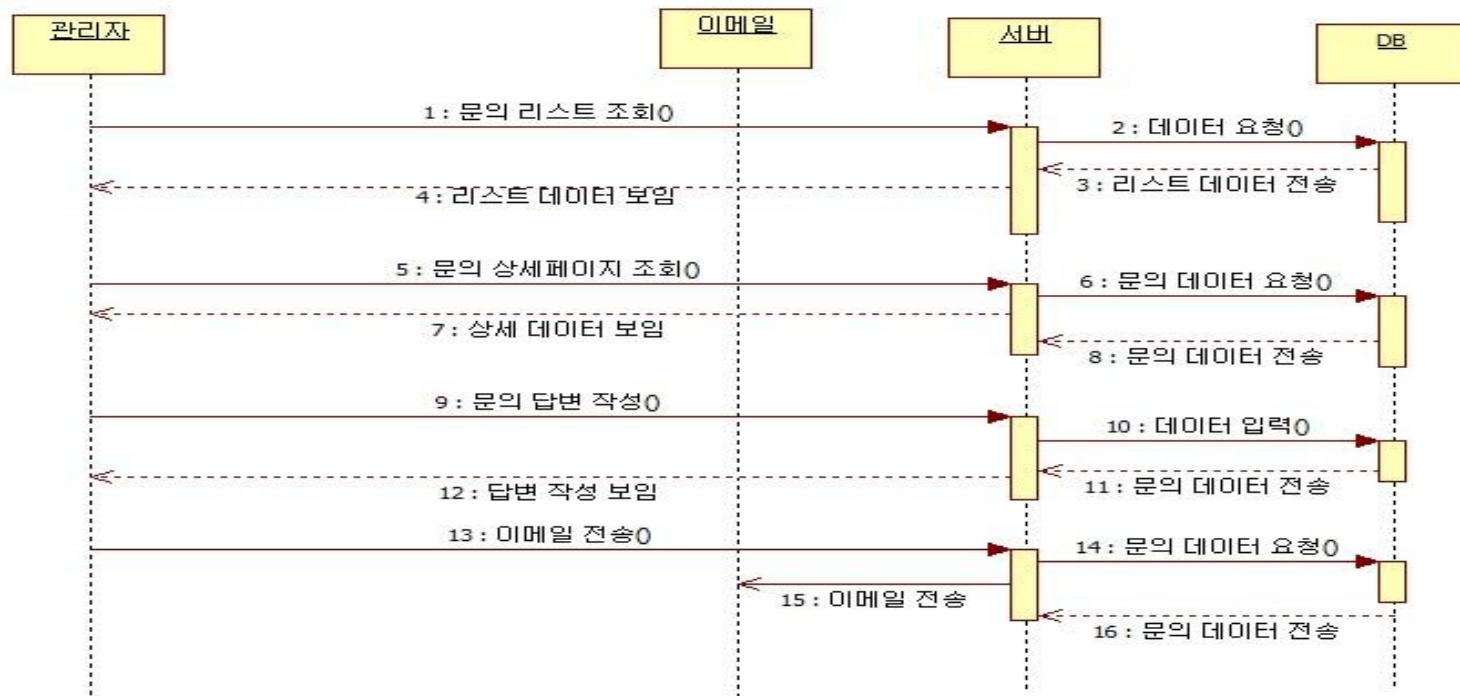 관리자
이메일
서버
DB
1 : 문의 리스트 조회()
2 : 데이터 요청()
3 : 리스트 데이터 전송
4 : 리스트 데이터 보임
5 : 문의 상세페이지 조회()
6 : 문의 데이터 요청()
7 : 상세 데이터 보임
8 : 문의 데이터 전송
9 : 문의 답변 작성()
10 : 데이터 입력()
11 : 문의 데이터 전송
12 : 답변 작성 보임
13 : 이메일 전송()
14 : 문의 데이터 요청()
15 : 이메일 전송
16 : 문의 데이터 전송